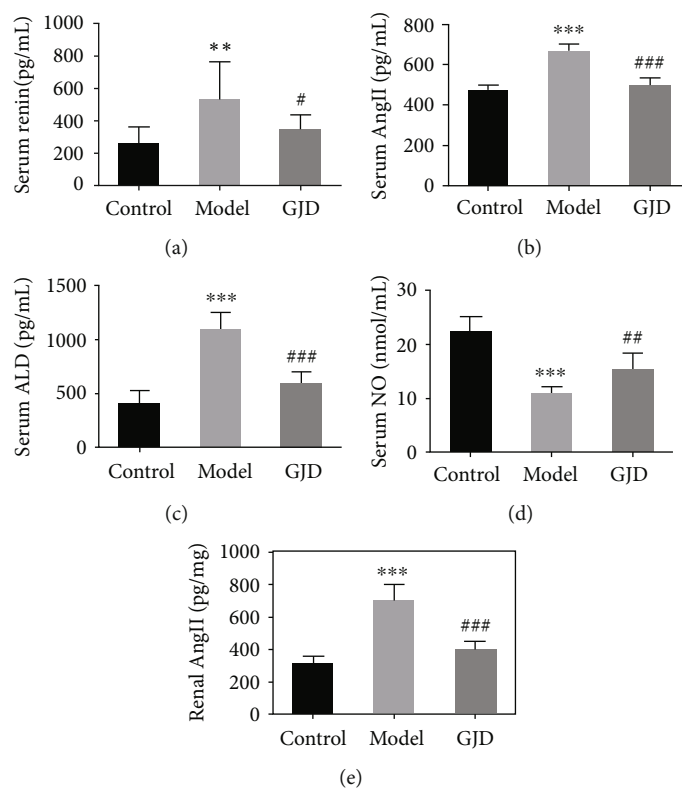 Serum renin(pg/mL)
1000
800
600
400
200
0
**
#
Control Model GJD
(a)
Serum AngII (pg/mL)
800
600
400
200
0
***
###
Control Model GJD
(b)
Serum ALD (pg/mL)
1500
1000
500
0
***
###
Control Model GJD
(c)
Serum NO (nmol/mL)
30
20
10
0
***
##
Control Model GJD
(d)
Renal AngII (pg/mg)
1000
800
600
400
200
0
***
###
Control Model GJD
(e)